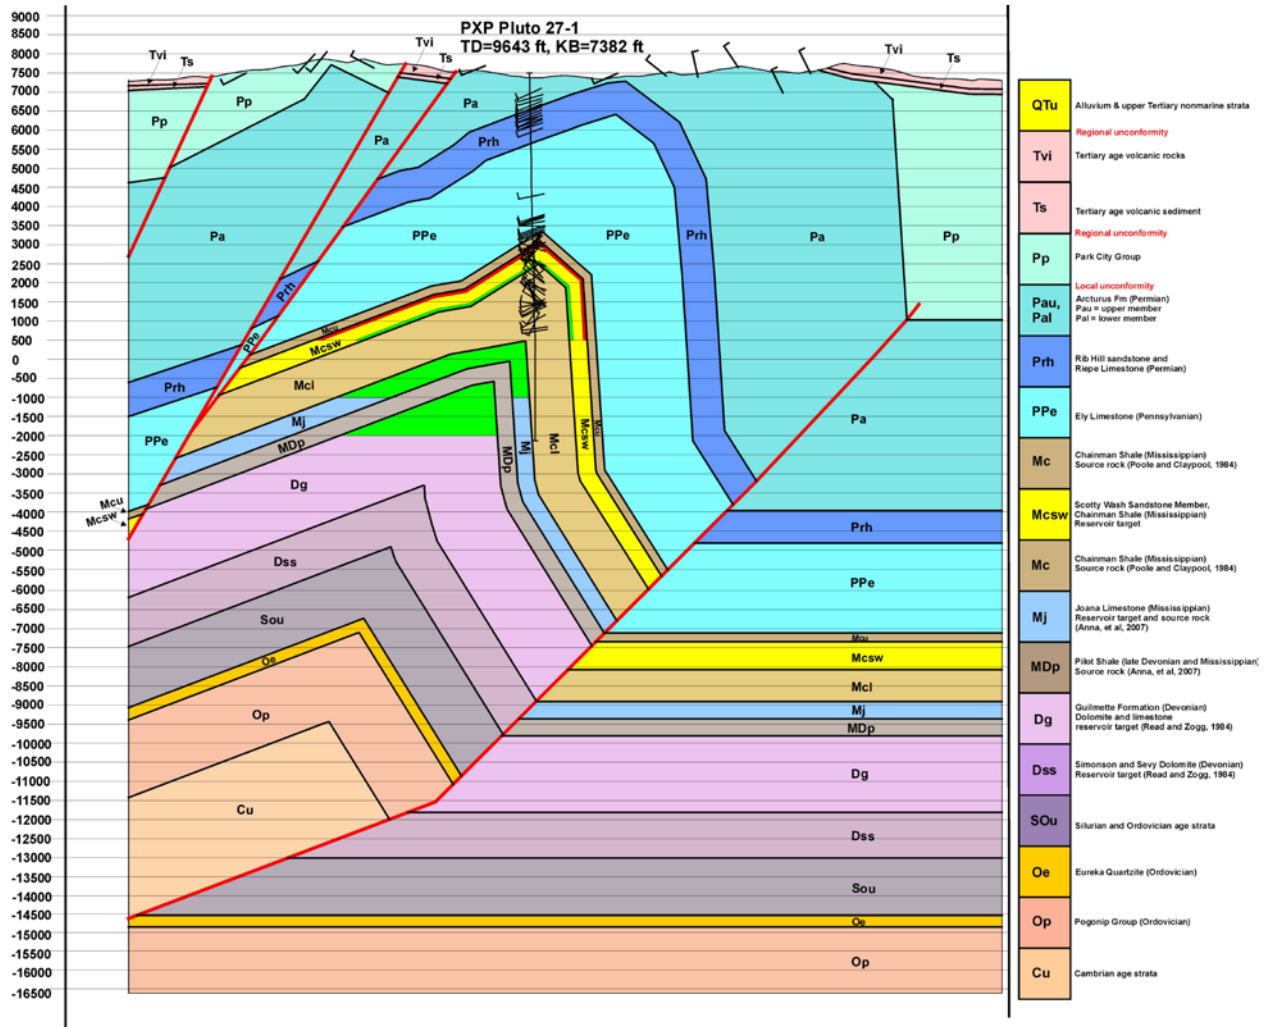 PXP Pluto 27-1
TD=9643 ft, KB=7382 ft
9000
8500
8000
7500
7000
6500
6000
5500
5000
4500
4000
3500
3000
2500
2000
1500
1000
500
0
-500
-1000
-1500
-2000
-2500
-3000
-3500
-4000
-4500
-5000
-5500
-6000
-6500
-7000
-7500
-8000
-8500
-9000
-9500
-10000
-10500
-11000
-11500
-12000
-12500
-13000
-13500
-14000
-14500
-15000
-15500
-16000
-16500
Tvi
Ts
Tvi
Ts
Tvi
Ts
Pp
Pp
Pa
Pa
Prh
Pa
PPe
PPe
Prh
Pa
Pp
Prh
PPe
Mcu
Mcsw
Prh
Mcl
PPe
Mj
MDp
Mcu
Mcsw
Mcl
Mcsw
Mcu
Mj
MDp
Pa
Dg
Prh
Dss
PPe
Sou
Mcu
Mcsw
Oe
Mcl
Mj
Op
MDp
Dg
Cu
Dss
Sou
Oe
Op
QTu
Alluvium & upper Tertiary nonmarine strata
Regional unconformity
Tvi
Tertiary age volcanic rocks
Ts
Tertiary age volcanic sediment
Regional unconformity
Pp
Park City Group
Local unconformity
Pau,
Pal
Arcturus Fm (Permian)
Pau = upper member
Pal = lower member
Prh
Rib Hill sandstone and
Riepe Limestone (Permian)
PPe
Ely Limestone (Pennsylvanian)
Mc
Chainman Shale (Mississippian)
Source rock (Poole and Claypool, 1984)
Mcsw
Scotty Wash Sandstone Member,
Chainman Shale (Mississippian)
Reservoir target
Mc
Chainman Shale (Mississippian)
Source rock (Poole and Claypool, 1984)
Mj
Joana Limestone (Mississippian)
Reservoir target and source rock
(Anna, et al, 2007)
MDp
Pilot Shale (late Devonian and Mississippian)
Source rock (Anna, et al, 2007)
Dg
Guilmette Formation (Devonian)
Dolomite and limestone
reservoir target (Read and Zogg, 1984)
Dss
Simonson and Sevy Dolomite (Devonian)
Reservoir target (Read and Zogg, 1984)
SOu
Silurian and Ordovician age strata
Oe
Eureka Quartzite (Ordovician)
Op
Pogonip Group (Ordovician)
Cu
Cambrian age strata